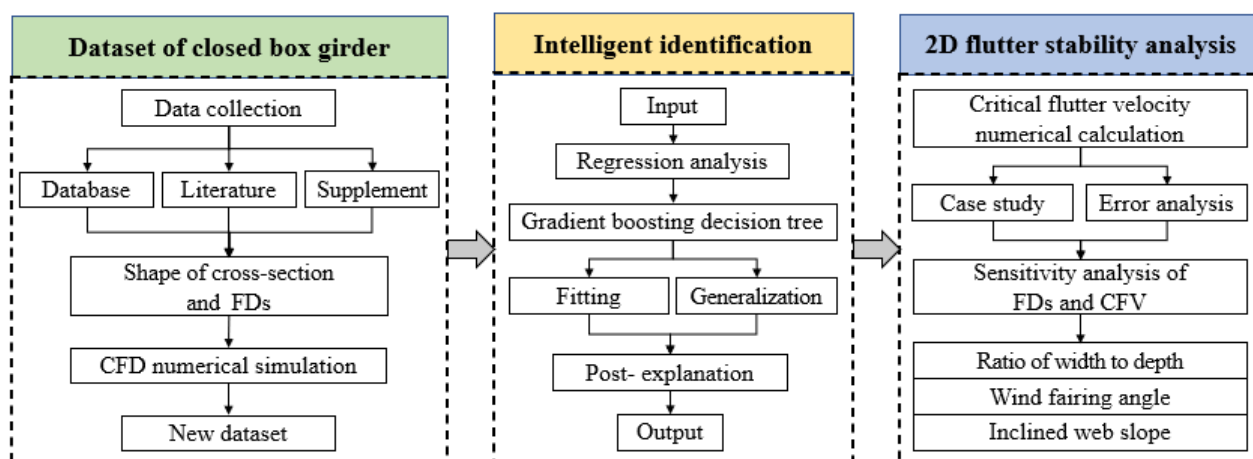 Dataset of closed box girder
Data collection
Database
Literature
Supplement
Shape of cross-section
and FDs
CFD numerical simulation
New dataset
Intelligent identification
Input
Regression analysis
Gradient boosting decision tree
Fitting
Generalization
Post- explanation
Output
2D flutter stability analysis
Critical flutter velocity
numerical calculation
Case study
Error analysis
Sensitivity analysis of
FDs and CFV
Ratio of width to depth
Wind fairing angle
Inclined web slope